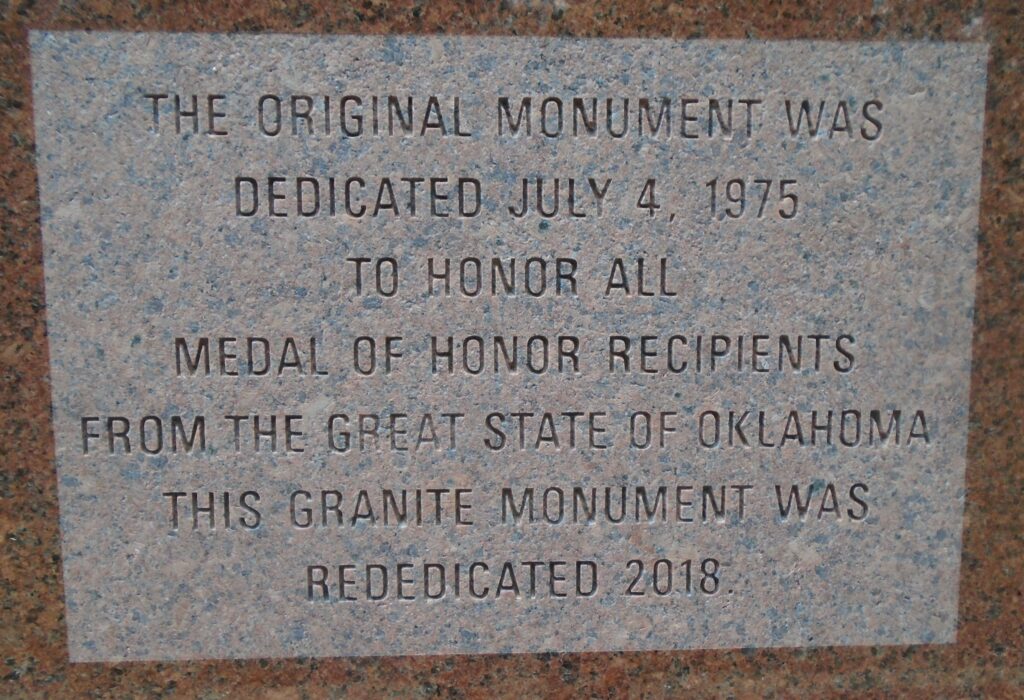 THE ORIGINAL MONUMENT WAS
DEDICATED JULY 4, 1975
TO HONOR ALL
MEDAL OF HONOR RECIPIENTS
FROM THE GREAT STATE OF OKLAHOMA
THIS GRANITE MONUMENT WAS
REDEDICATED 2018.